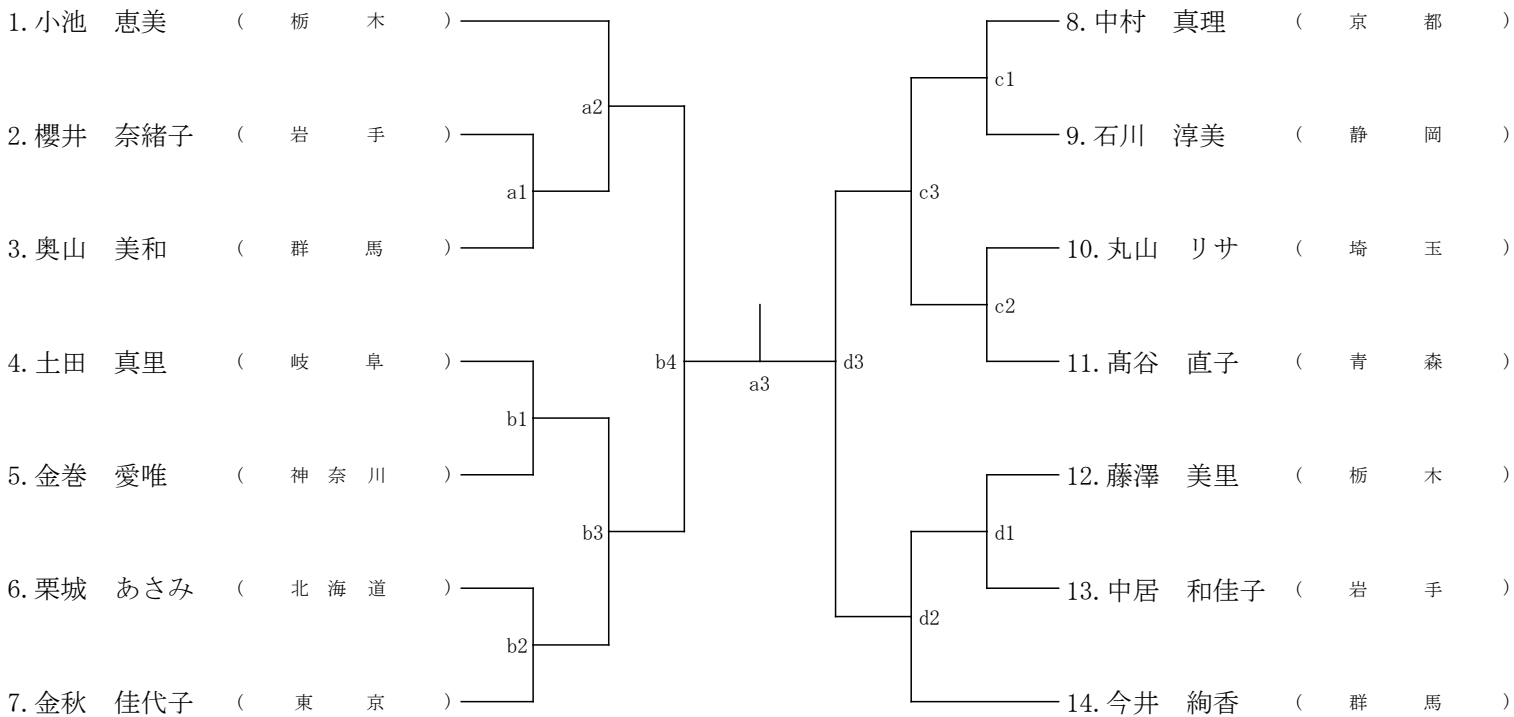 1.小池　恵美　（　栃　木　）
8.中村　真理　（　京　都　）
c1
a2
2.櫻井　奈緒子　（　岩　手　）
9.石川　淳美　（　静　岡　）
a1
c3
3.奥山　美和　（　群　馬　）
10.丸山　リサ　（　埼　玉　）
c2
4.土田　真里　（　岐　阜　）
b4
d3
11.髙谷　直子　（　青　森　）
a3
b1
5.金巻　愛唯　（　神　奈　川　）
12.藤澤　美里　（　栃　木　）
b3
d1
6.栗城　あさみ　（　北　海　道　）
13.中居　和佳子　（　岩　手　）
d2
b2
7.金秋　佳代子　（　東　京　）
14.今井　絢香　（　群　馬　）